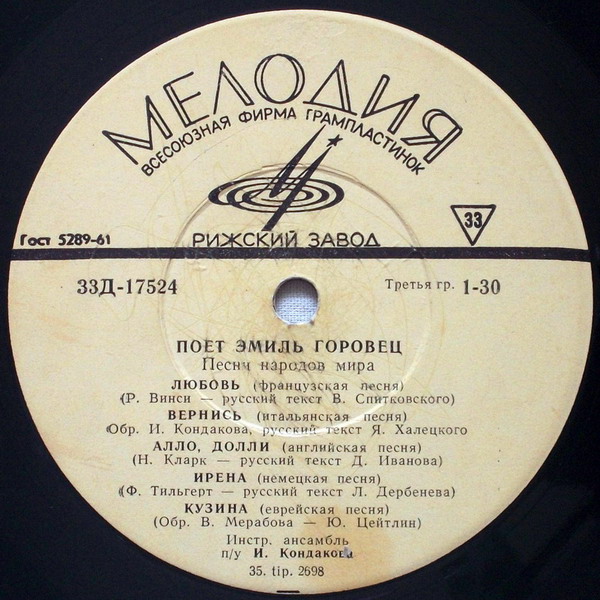 МЕЛОДИЯ
ВСЕСОЮЗНАЯ ФИРМА ГРАМПЛАСТИНОК
33
Гост 5289-61
РИЖСКИЙ ЗАВОД
33Д-17524
Третья гр. 1-30
ПОЕТ ЭМИЛЬ ГОРОВЕЦ
Песни народов мира
ЛЮБОВЬ (французская песня)
(Р. Винси — русский текст В. Спитковского)
ВЕРНИСЬ (итальянская песня)
Обр. И. Кондакова, русский текст Я. Халецкого
АЛЛО, ДОЛЛИ (английская песня)
(Н. Кларк — русский текст Д. Иванова)
ИРЕНА (немецкая песня)
(Ф. Тильгерт — русский текст Л. Дербенева)
КУЗИНА (еврейская песня)
(Обр. В. Мерабова — Ю. Цейтлин)
Инстр. ансамбль
п/у И. Кондакова
35. tip. 2698